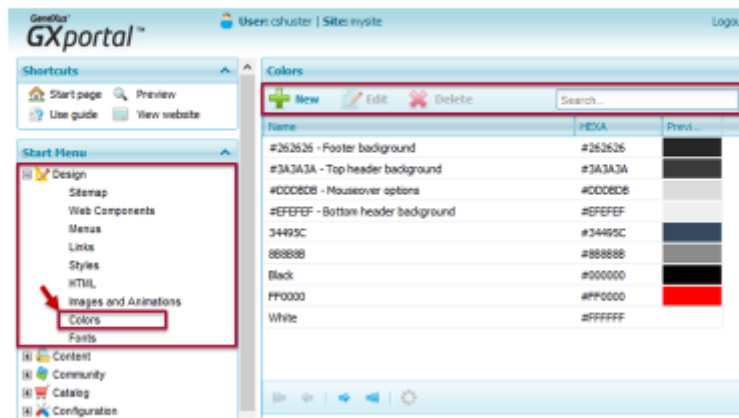 GeneXus
GXportal™
User: cshuster | Site: mysite
Logou
Shortcuts
Start page Preview
Use guide View website
Start Menu
Design
Sitemap
Web Components
Menus
Links
Styles
HTML
Images and Animations
Colors
Fonts
Content
Community
Catalog
Configuration
Colors
New Edit Delete Search...
Name HEXA Previ...
#262626 - Footer background #262626
#3A3A3A - Top header background #3A3A3A
#DDDBDB - Mouseover options #DDDBDB
#EFEFEF - Bottom header background #EFEFEF
34495C #34495C
8B8B8B #8B8B8B
Black #000000
FF0000 #FF0000
White #FFFFFF